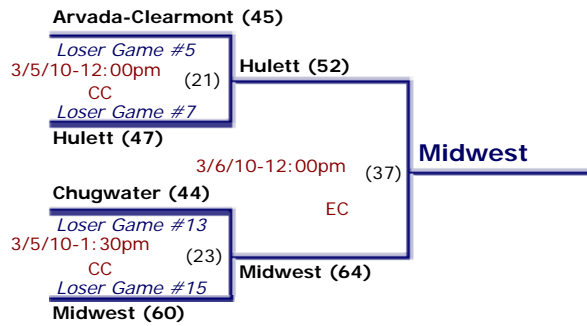 Arvada-Clearmont (45)
Loser Game #5
3/5/10-12:00pm
(21)
CC
Loser Game #7
Hulett (47)
Hulett (52)
3/6/10-12:00pm
(37)
EC
Midwest
Chugwater (44)
Loser Game #13
3/5/10-1:30pm
(23)
CC
Loser Game #15
Midwest (60)
Midwest (64)